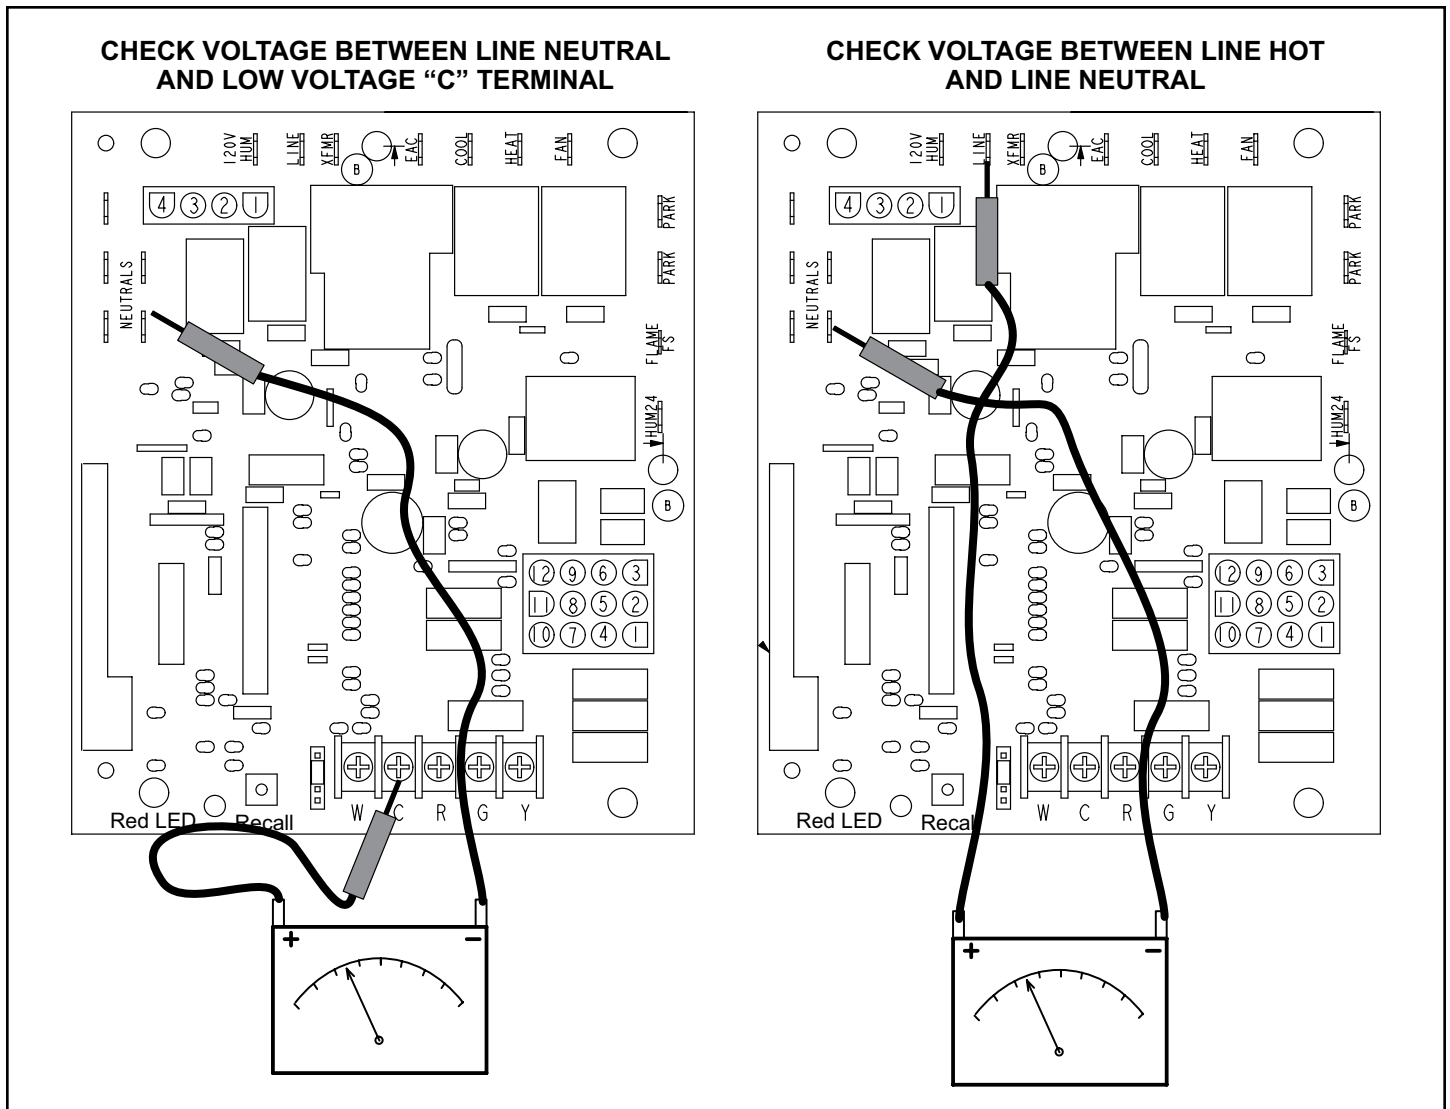 CHECK VOLTAGE BETWEEN LINE NEUTRAL
AND LOW VOLTAGE “C” TERMINAL
120V
HUM
LINE
XFMR
EAC
COOL
HEAT
FAN
B
4 3 2 1
PARK
PARK
NEUTRALS
FLAME
FS
HUM24
B
12 9 6 3
11 8 5 2
10 7 4 1
W C R G Y
Red LED
Recall
+ −
CHECK VOLTAGE BETWEEN LINE HOT
AND LINE NEUTRAL
120V
HUM
LINE
XFMR
EAC
COOL
HEAT
FAN
B
4 3 2 1
PARK
PARK
NEUTRALS
FLAME
FS
HUM24
B
12 9 6 3
11 8 5 2
10 7 4 1
W C R G Y
Red LED
Recall
+ −